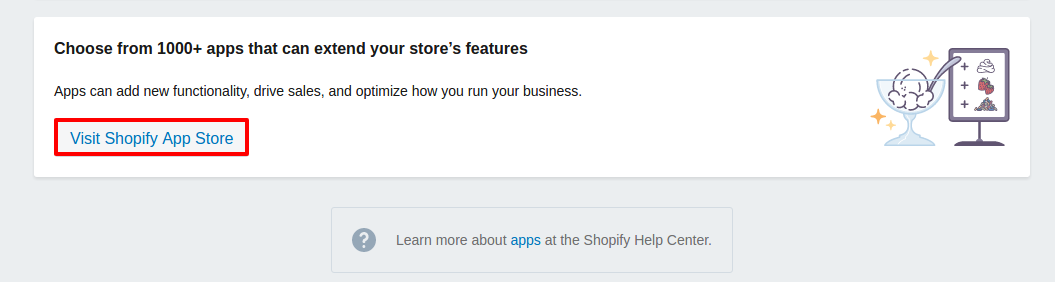 Choose from 1000+ apps that can extend your store’s features
Apps can add new functionality, drive sales, and optimize how you run your business.
Visit Shopify App Store
+
+
+
? Learn more about apps at the Shopify Help Center.